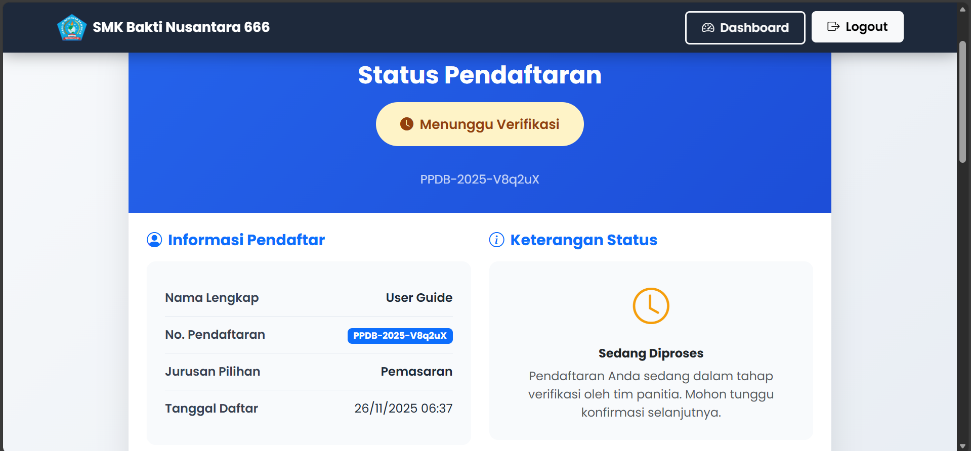 SMK Bakti Nusantara 666
Dashboard
Logout
Status Pendaftaran
Menunggu Verifikasi
PPDB-2025-V8q2uX
Informasi Pendaftar
Nama Lengkap User Guide
No. Pendaftaran PPDB-2025-V8q2uX
Jurusan Pilihan Pemasaran
Tanggal Daftar 26/11/2025 06:37
Keterangan Status
Sedang Diproses
Pendaftaran Anda sedang dalam tahap
verifikasi oleh tim panitia. Mohon tunggu
konfirmasi selanjutnya.